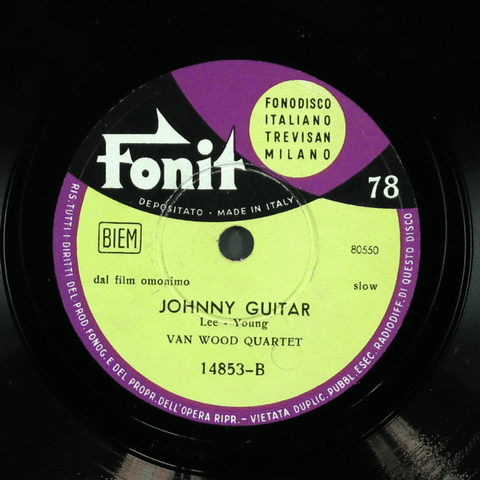 FONODISCO
ITALIANO
TREVISAN
MILANO
Fonit
78
DEPOSITATO · MADE IN ITALY
BIEM
80550
dal film omonimo
slow
JOHNNY GUITAR
Lee - Young
VAN WOOD QUARTET
14853-B
RIS. TUTTI I DIRITTI DEL PROD. FONOG. E DEL PROPR. DELL'OPERA RIPR. - VIETATA DUPLIC. PUBBL. ESEC. RADIODIFF. DI QUESTO DISCO